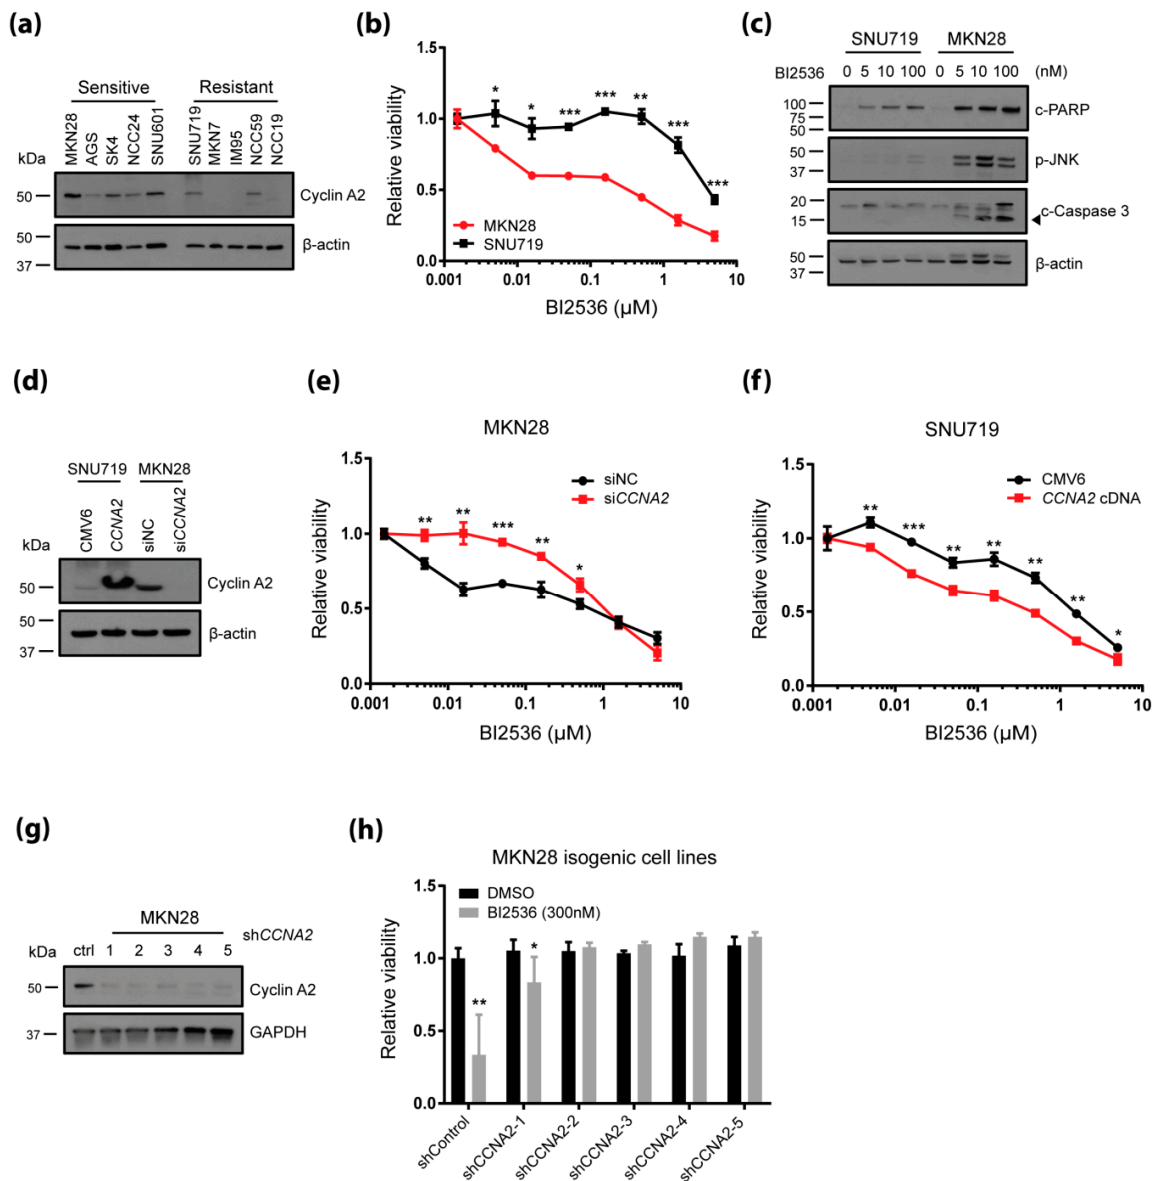 (a)
Sensitive Resistant
MKN28 AGS SK4 NCC24 SNU601 SNU719 MKN7 IM95 NCC59 NCC19
kDa
50 Cyclin A2
50 β-actin
37
(b)
Relative viability
1.5
1.0
0.5
0.0
* * *** *** ** *** ***
MKN28
SNU719
0.001 0.01 0.1 1 10
BI2536 (µM)
(c)
SNU719 MKN28
BI2536 0 5 10 100 0 5 10 100 (nM)
100 c-PARP
75
50
50 p-JNK
37
20 c-Caspase 3
15
50 β-actin
37
(d)
SNU719 MKN28
CMV6 CCNA2 siNC siCCNA2
kDa
50 Cyclin A2
50 β-actin
37
(e)
MKN28
Relative viability
1.5
1.0
0.5
0.0
siNC
siCCNA2
** ** *** ** *
0.001 0.01 0.1 1 10
BI2536 (µM)
(f)
SNU719
Relative viability
1.5
1.0
0.5
0.0
CMV6
CCNA2 cDNA
** *** ** ** ** ** *
0.001 0.01 0.1 1 10
BI2536 (µM)
(g)
MKN28
shCCNA2
kDa ctrl 1 2 3 4 5
50 Cyclin A2
37 GAPDH
(h)
MKN28 isogenic cell lines
Relative viability
1.5
1.0
0.5
0.0
DMSO
BI2536 (300nM)
** *
shControl shCCNA2-1 shCCNA2-2 shCCNA2-3 shCCNA2-4 shCCNA2-5